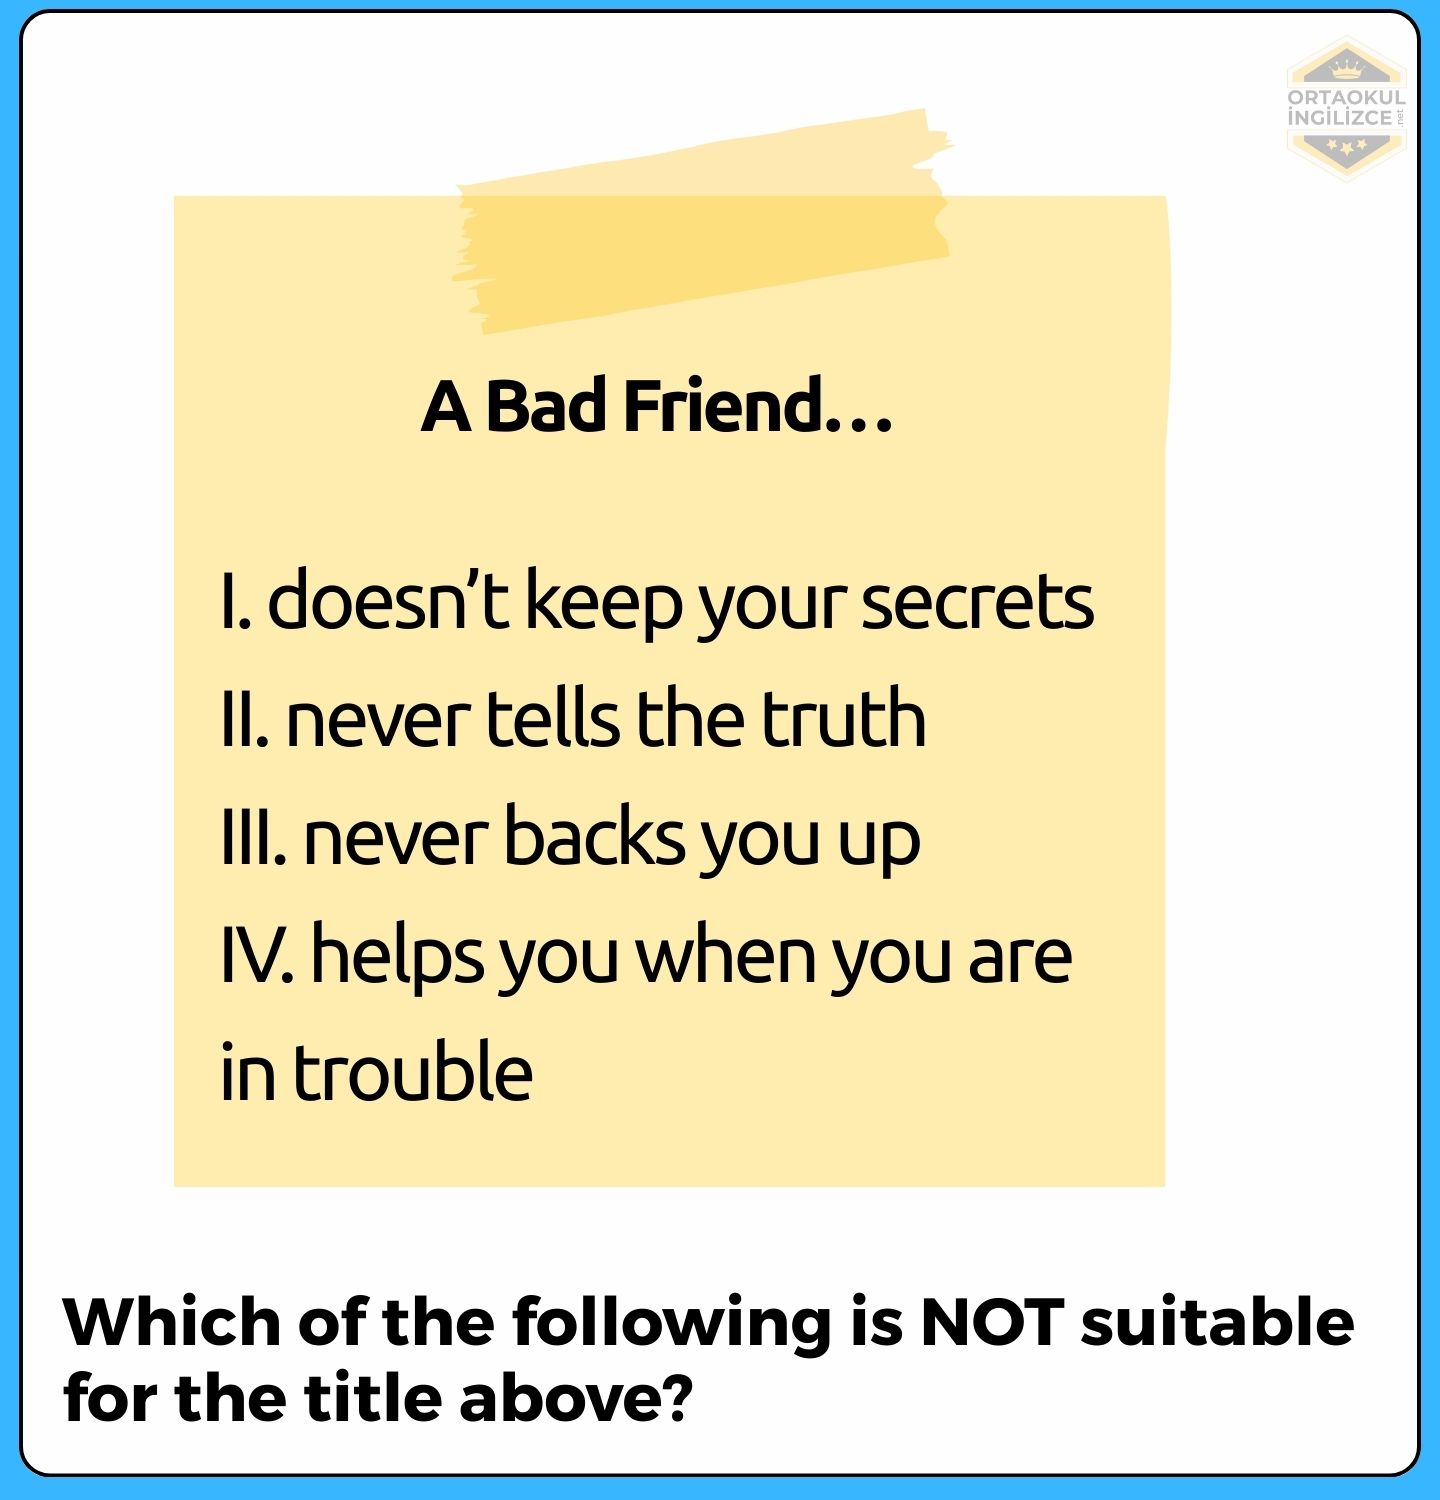 ORTAOKUL
İNGİLİZCE .net
A Bad Friend...
I. doesn't keep your secrets
II. never tells the truth
III. never backs you up
IV. helps you when you are
in trouble
Which of the following is NOT suitable
for the title above?